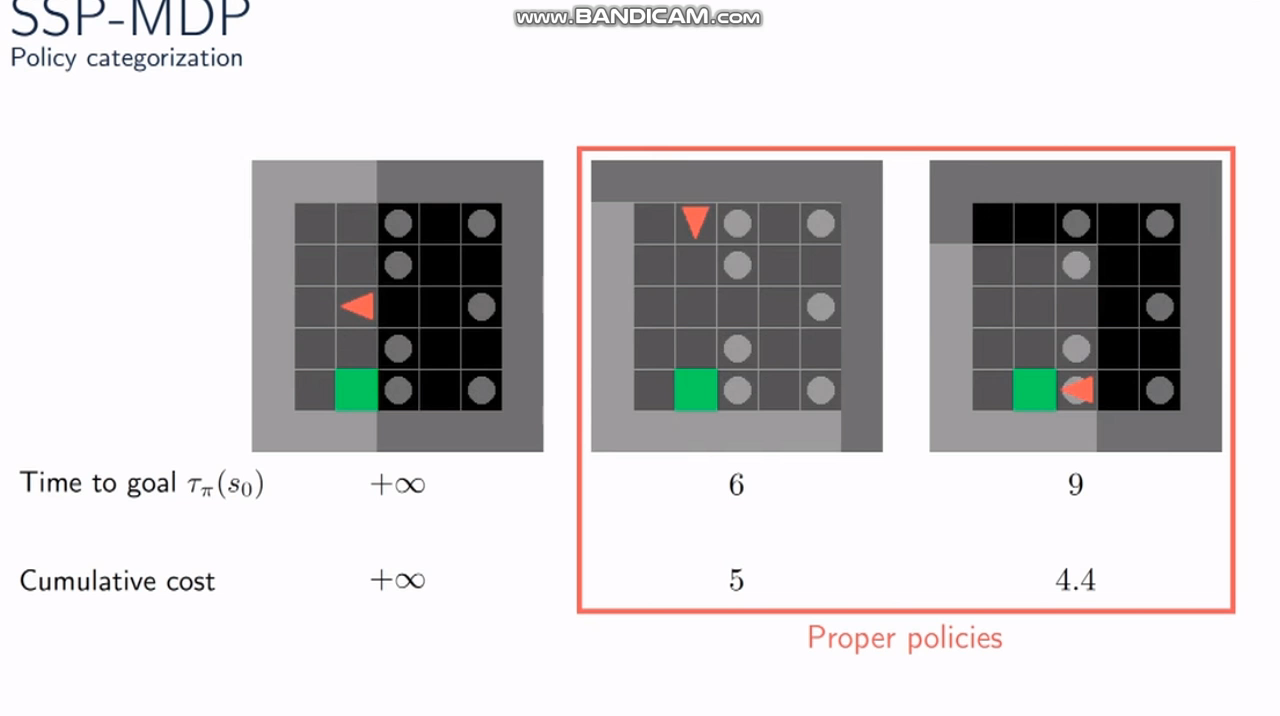 www.BANDICAM.com
SSP-MDP
Policy categorization
Time to goal τπ(s0) +∞ 6 9
Cumulative cost +∞ 5 4.4
Proper policies